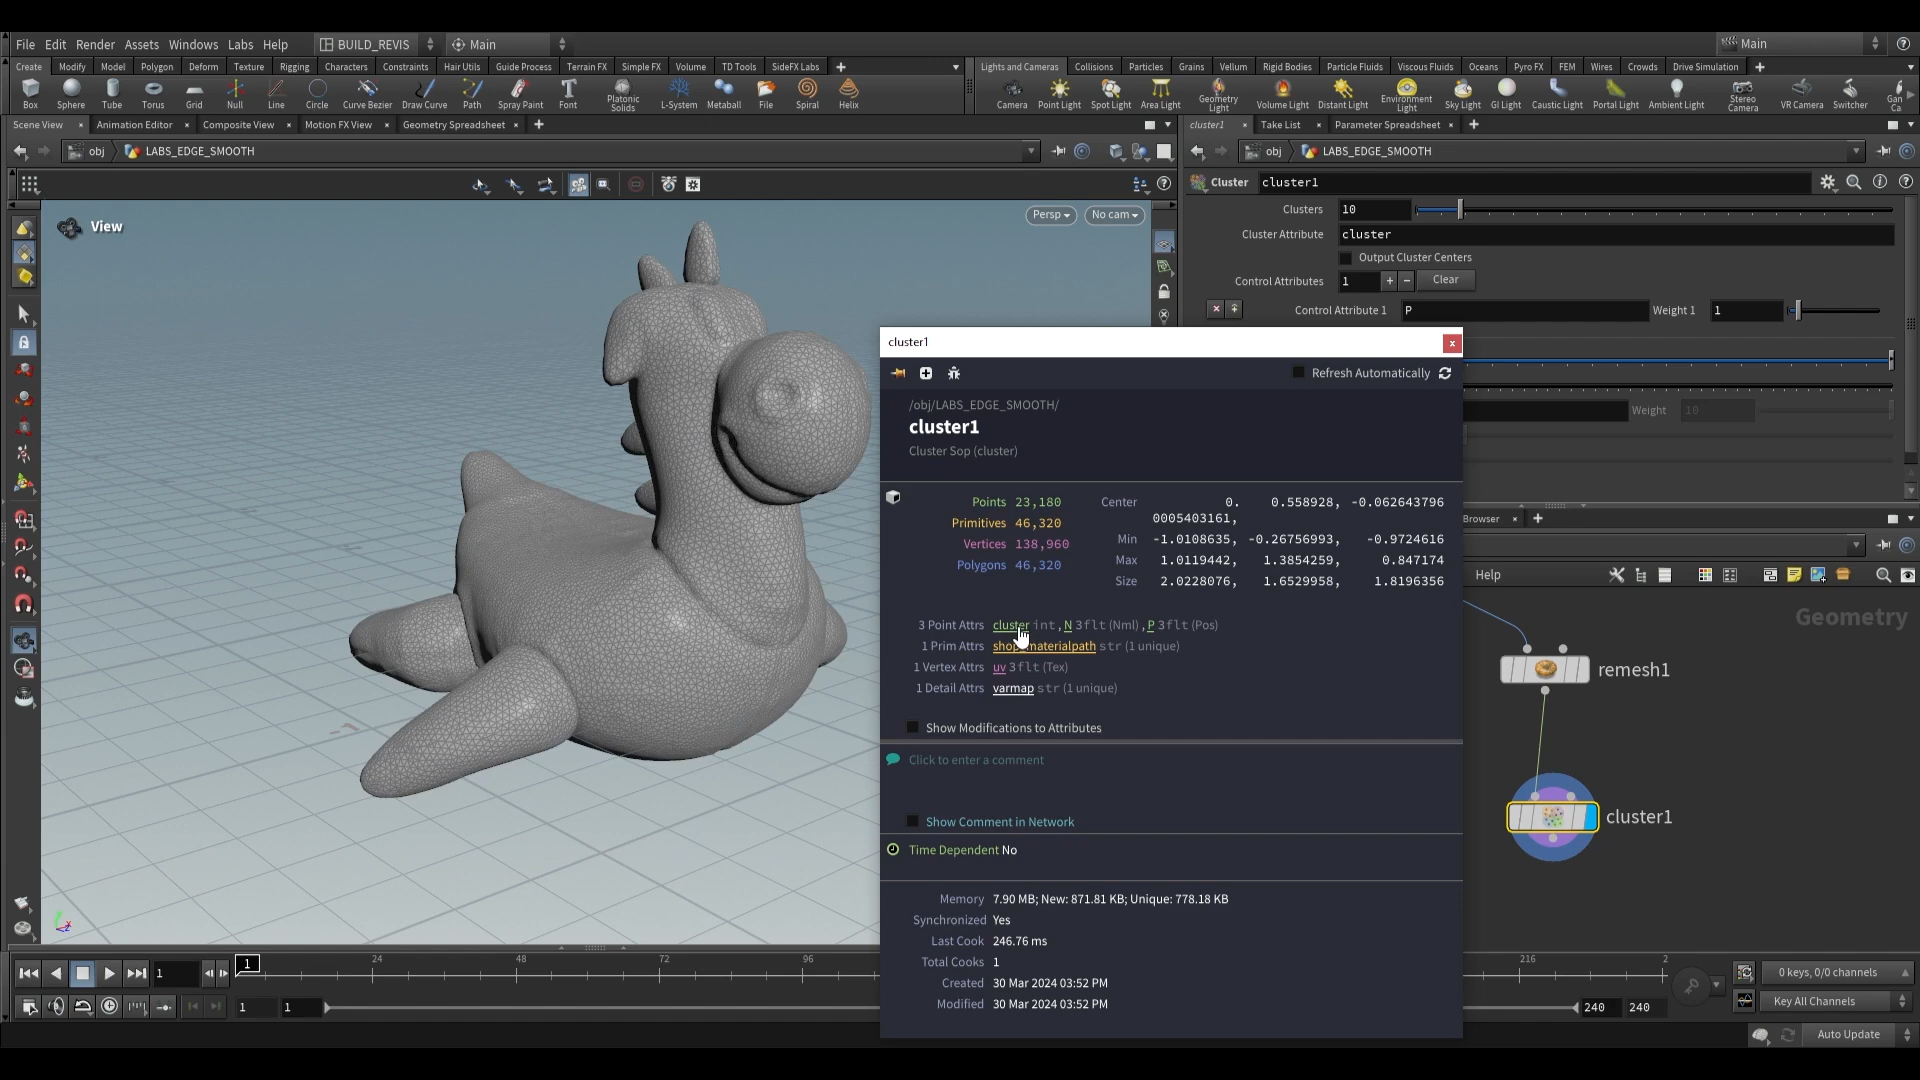 File Edit Render Assets Windows Labs Help BUILD_REVIS Main Main
Create Modify Model Polygon Deform Texture Rigging Characters Constraints Hair Utils Guide Process Terrain FX Simple FX Volume TD Tools SideFX Labs
Lights and Cameras Collisions Particles Grains Vellum Rigid Bodies Particle Fluids Viscous Fluids Oceans Pyro FX FEM Wires Crowds Drive Simulation
Box Sphere Tube Torus Grid Null Line Circle Curve Bezier Draw Curve Path Spray Paint Font Platonic Solids L-System Metaball File Spiral Helix
Camera Point Light Spot Light Area Light Geometry Light Volume Light Distant Light Environment Light Sky Light GI Light Caustic Light Portal Light Ambient Light Stereo Camera VR Camera Switcher Gan Ca
Scene View Animation Editor Composite View Motion FX View Geometry Spreadsheet
cluster1 Take List Parameter Spreadsheet
obj LABS_EDGE_SMOOTH
obj LABS_EDGE_SMOOTH
Cluster cluster1
View
Persp No cam
Clusters 10
Cluster Attribute cluster
Output Cluster Centers
Control Attributes 1 + − Clear
Control Attribute 1 P Weight 1 1
Weight 10
cluster1
Refresh Automatically
/obj/LABS_EDGE_SMOOTH/
cluster1
Cluster Sop (cluster)
Points 23,180 Center 0. 0.558928, -0.062643796
0005403161,
Primitives 46,320
Vertices 138,960 Min -1.0108635, -0.26756993, -0.9724616
Polygons 46,320 Max 1.0119442, 1.3854259, 0.847174
Size 2.0228076, 1.6529958, 1.8196356
3 Point Attrs cluster int, N 3flt (Nml), P 3flt (Pos)
1 Prim Attrs shop_materialpath str (1 unique)
1 Vertex Attrs uv 3flt (Tex)
1 Detail Attrs varmap str (1 unique)
Show Modifications to Attributes
Click to enter a comment
Show Comment in Network
Time Dependent No
Memory 7.90 MB; New: 871.81 KB; Unique: 778.18 KB
Synchronized Yes
Last Cook 246.76 ms
Total Cooks 1
Created 30 Mar 2024 03:52 PM
Modified 30 Mar 2024 03:52 PM
Browser
Help
Geometry
remesh1
cluster1
1 1 24 48 72 96 216 2
0 keys, 0/0 channels
1 1 240 240
Key All Channels
Auto Update